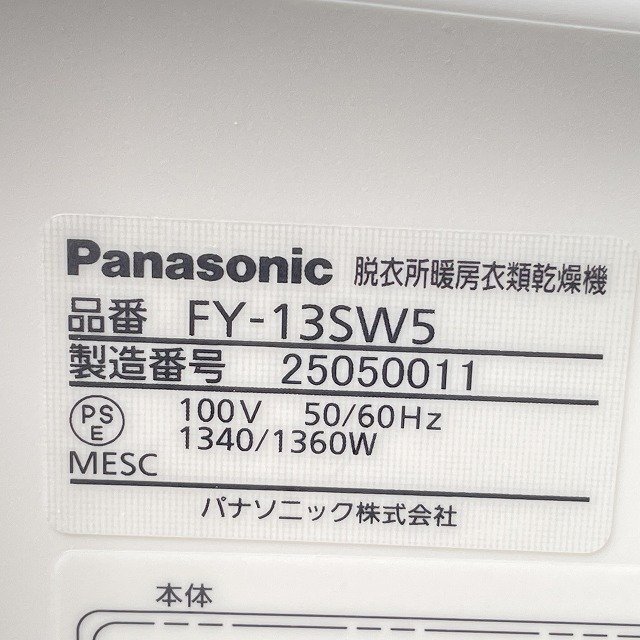 Panasonic 脱衣所暖房衣類乾燥機
品番 FY-13SW5
製造番号 25050011
PS
E
100V 50/60Hz
1340/1360W
MESC
パナソニック株式会社
本体